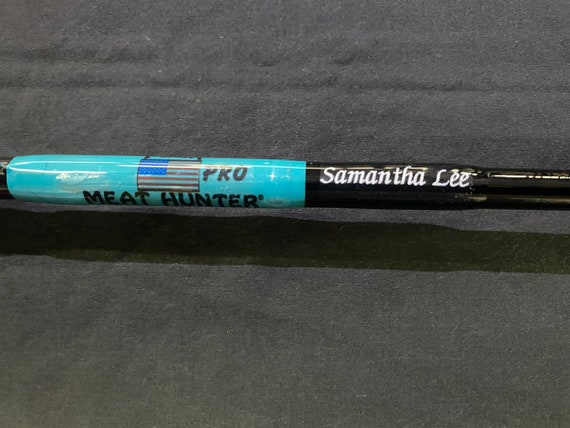 PRO
MEAT HUNTER®
Samantha Lee